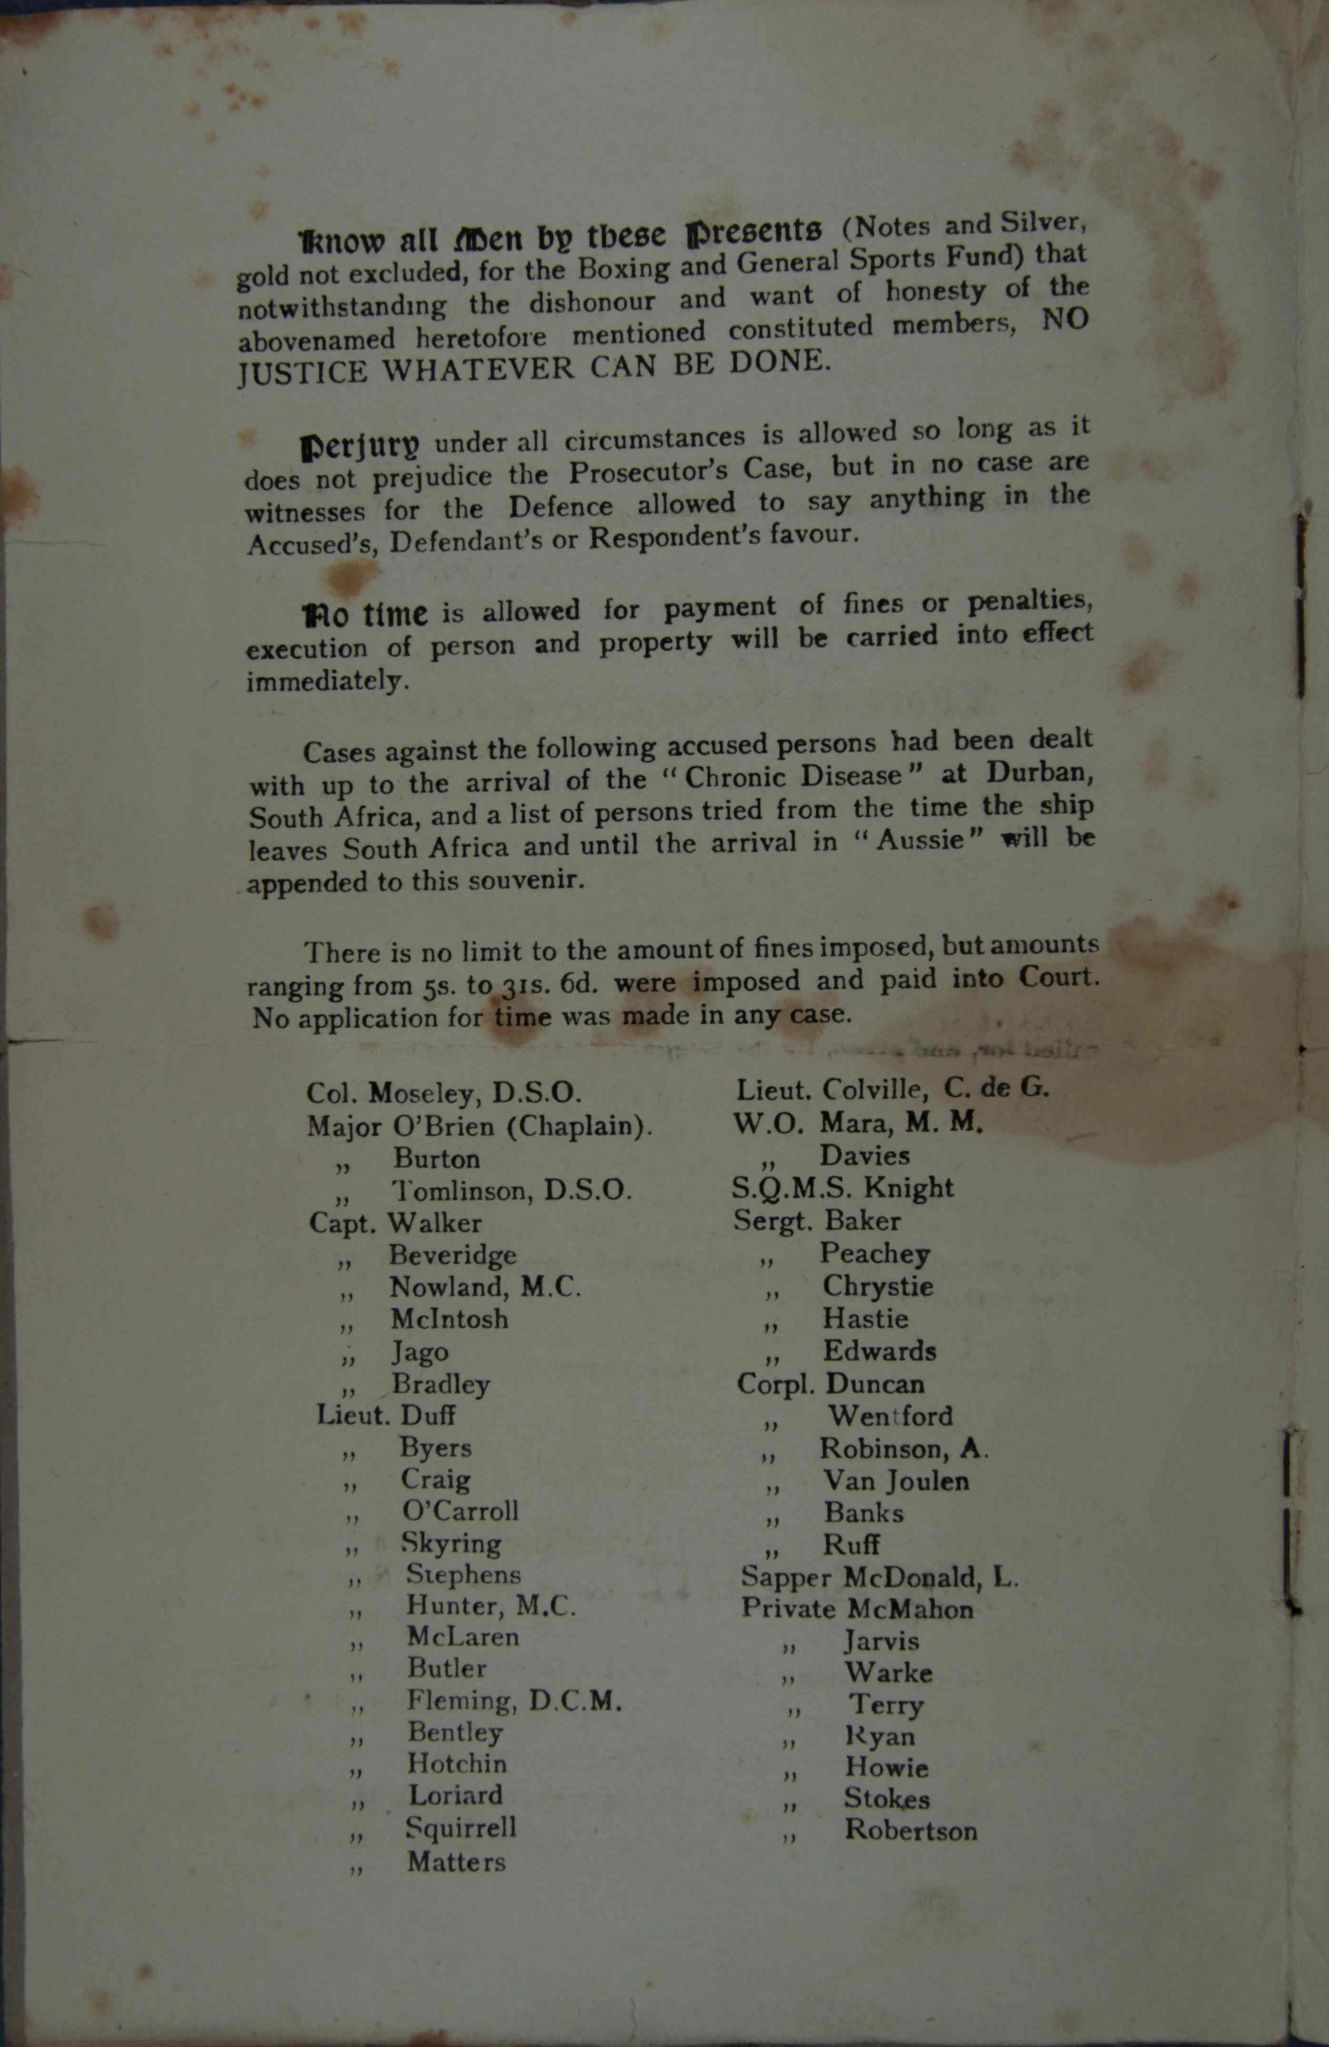 Know all Men by these Presents (Notes and Silver,
gold not excluded, for the Boxing and General Sports Fund) that
notwithstanding the dishonour and want of honesty of the
abovenamed heretofore mentioned constituted members, NO
JUSTICE WHATEVER CAN BE DONE.
Perjury under all circumstances is allowed so long as it
does not prejudice the Prosecutor's Case, but in no case are
witnesses for the Defence allowed to say anything in the
Accused's, Defendant's or Respondent's favour.
No time is allowed for payment of fines or penalties,
execution of person and property will be carried into effect
immediately.
Cases against the following accused persons had been dealt
with up to the arrival of the "Chronic Disease" at Durban,
South Africa, and a list of persons tried from the time the ship
leaves South Africa and until the arrival in "Aussie" will be
appended to this souvenir.
There is no limit to the amount of fines imposed, but amounts
ranging from 5s. to 31s. 6d. were imposed and paid into Court.
No application for time was made in any case.
Col. Moseley, D.S.O.
Major O'Brien (Chaplain).
„ Burton
„ Tomlinson, D.S.O.
Capt. Walker
„ Beveridge
„ Nowland, M.C.
„ McIntosh
„ Jago
„ Bradley
Lieut. Duff
„ Byers
„ Craig
„ O'Carroll
„ Skyring
„ Stephens
„ Hunter, M.C.
„ McLaren
„ Butler
„ Fleming, D.C.M.
„ Bentley
„ Hotchin
„ Loriard
„ Squirrell
„ Matters
Lieut. Colville, C. de G.
W.O. Mara, M. M.
„ Davies
S.Q.M.S. Knight
Sergt. Baker
„ Peachey
„ Chrystie
„ Hastie
„ Edwards
Corpl. Duncan
„ Wentford
„ Robinson, A.
„ Van Joulen
„ Banks
„ Ruff
Sapper McDonald, L.
Private McMahon
„ Jarvis
„ Warke
„ Terry
„ Ryan
„ Howie
„ Stokes
„ Robertson